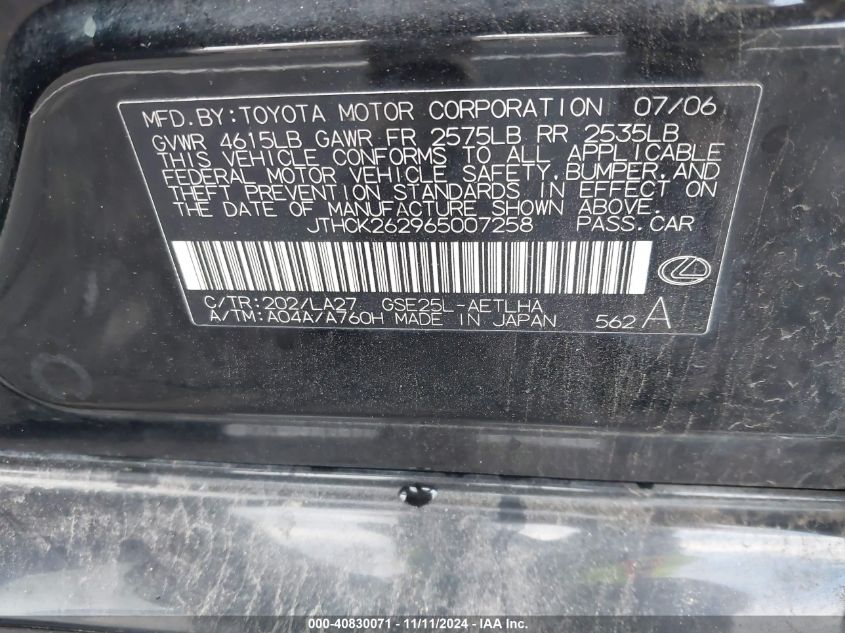 MFD.BY:TOYOTA MOTOR CORPORATION 07/06
GVWR 4615LB GAWR FR 2575LB RR 2535LB
THIS VEHICLE CONFORMS TO ALL APPLICABLE
FEDERAL MOTOR VEHICLE SAFETY,BUMPER,AND
THEFT PREVENTION STANDARDS IN EFFECT ON
THE DATE OF MANUFACTURE SHOWN ABOVE.
JTHCK262965007258 PASS.CAR
C/TR:202/LA27 GSE25L-AETLHA
A/TM:A04A/A760H MADE IN JAPAN 562 A
000-40830071 - 11/11/2024 - IAA Inc.